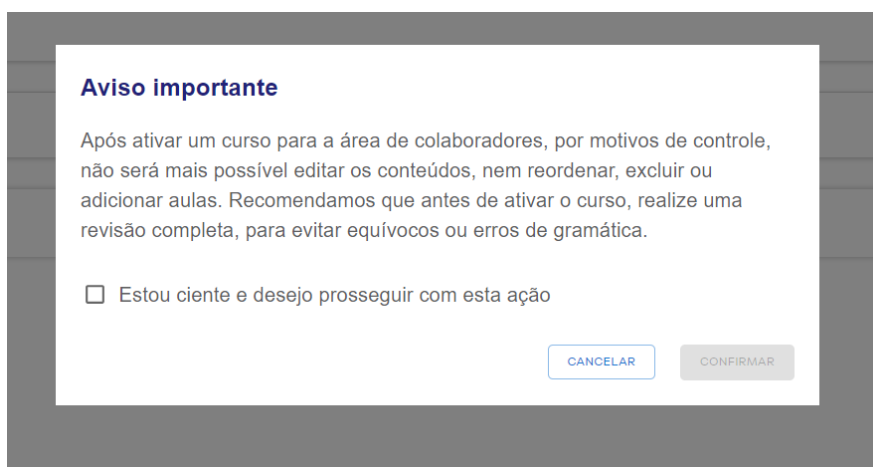 Aviso importante
Após ativar um curso para a área de colaboradores, por motivos de controle,
não será mais possível editar os conteúdos, nem reordenar, excluir ou
adicionar aulas. Recomendamos que antes de ativar o curso, realize uma
revisão completa, para evitar equívocos ou erros de gramática.
Estou ciente e desejo prosseguir com esta ação
CANCELAR
CONFIRMAR